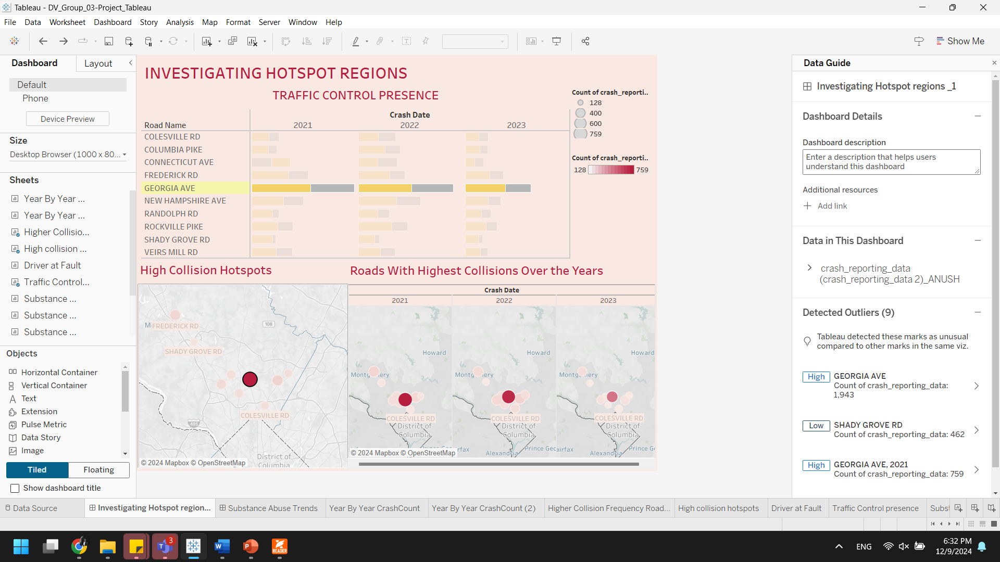 Tableau - DV_Group_03-Project_Tableau
File Data Worksheet Dashboard Story Analysis Map Format Server Window Help
Show Me
Dashboard Layout
Default
Phone
Device Preview
Size
Desktop Browser (1000 x 80...
Sheets
Year By Year ...
Year By Year ...
Higher Collisio...
High collision ...
Driver at Fault
Traffic Control...
Substance ...
Substance ...
Substance ...
Objects
Horizontal Container
Vertical Container
Text
Extension
Pulse Metric
Data Story
Image
Tiled Floating
Show dashboard title
INVESTIGATING HOTSPOT REGIONS
TRAFFIC CONTROL PRESENCE
Crash Date
Road Name 2021 2022 2023
COLESVILLE RD
COLUMBIA PIKE
CONNECTICUT AVE
FREDERICK RD
GEORGIA AVE
NEW HAMPSHIRE AVE
RANDOLPH RD
ROCKVILLE PIKE
SHADY GROVE RD
VEIRS MILL RD
Count of crash_reporti..
128
400
600
759
Count of crash_reporti..
128 759
High Collision Hotspots
FREDERICK RD
108
SHADY GROVE RD
COLESVILLE RD
495
District of
Columbia
© 2024 Mapbox © OpenStreetMap
Roads With Highest Collisions Over the Years
Crash Date
2021 2022 2023
Howard Howard Howard
COLESVILLE RD COLESVILLE RD COLESVILLE RD
District of District of District of
Columbia Columbia Columbia
Prince Geo
Alexandria
© 2024 Mapbox © OpenStreetMap
Data Guide
Investigating Hotspot regions _1
Dashboard Details
Dashboard description
Enter a description that helps users
understand this dashboard
Additional resources
Add link
Data in This Dashboard
crash_reporting_data
(crash_reporting_data 2)_ANUSH
Detected Outliers (9)
Tableau detected these marks as unusual
compared to other marks in the same viz.
High GEORGIA AVE
Count of crash_reporting_data:
1,943
Low SHADY GROVE RD
Count of crash_reporting_data: 462
High GEORGIA AVE, 2021
Count of crash_reporting_data: 759
Data Source Investigating Hotspot region... Substance Abuse Trends Year By Year CrashCount Year By Year CrashCount (2) Higher Collision Frequency Road... High collision hotspots Driver at Fault Traffic Control presence Subst
3
READER
ENG
6:32 PM
12/9/2024